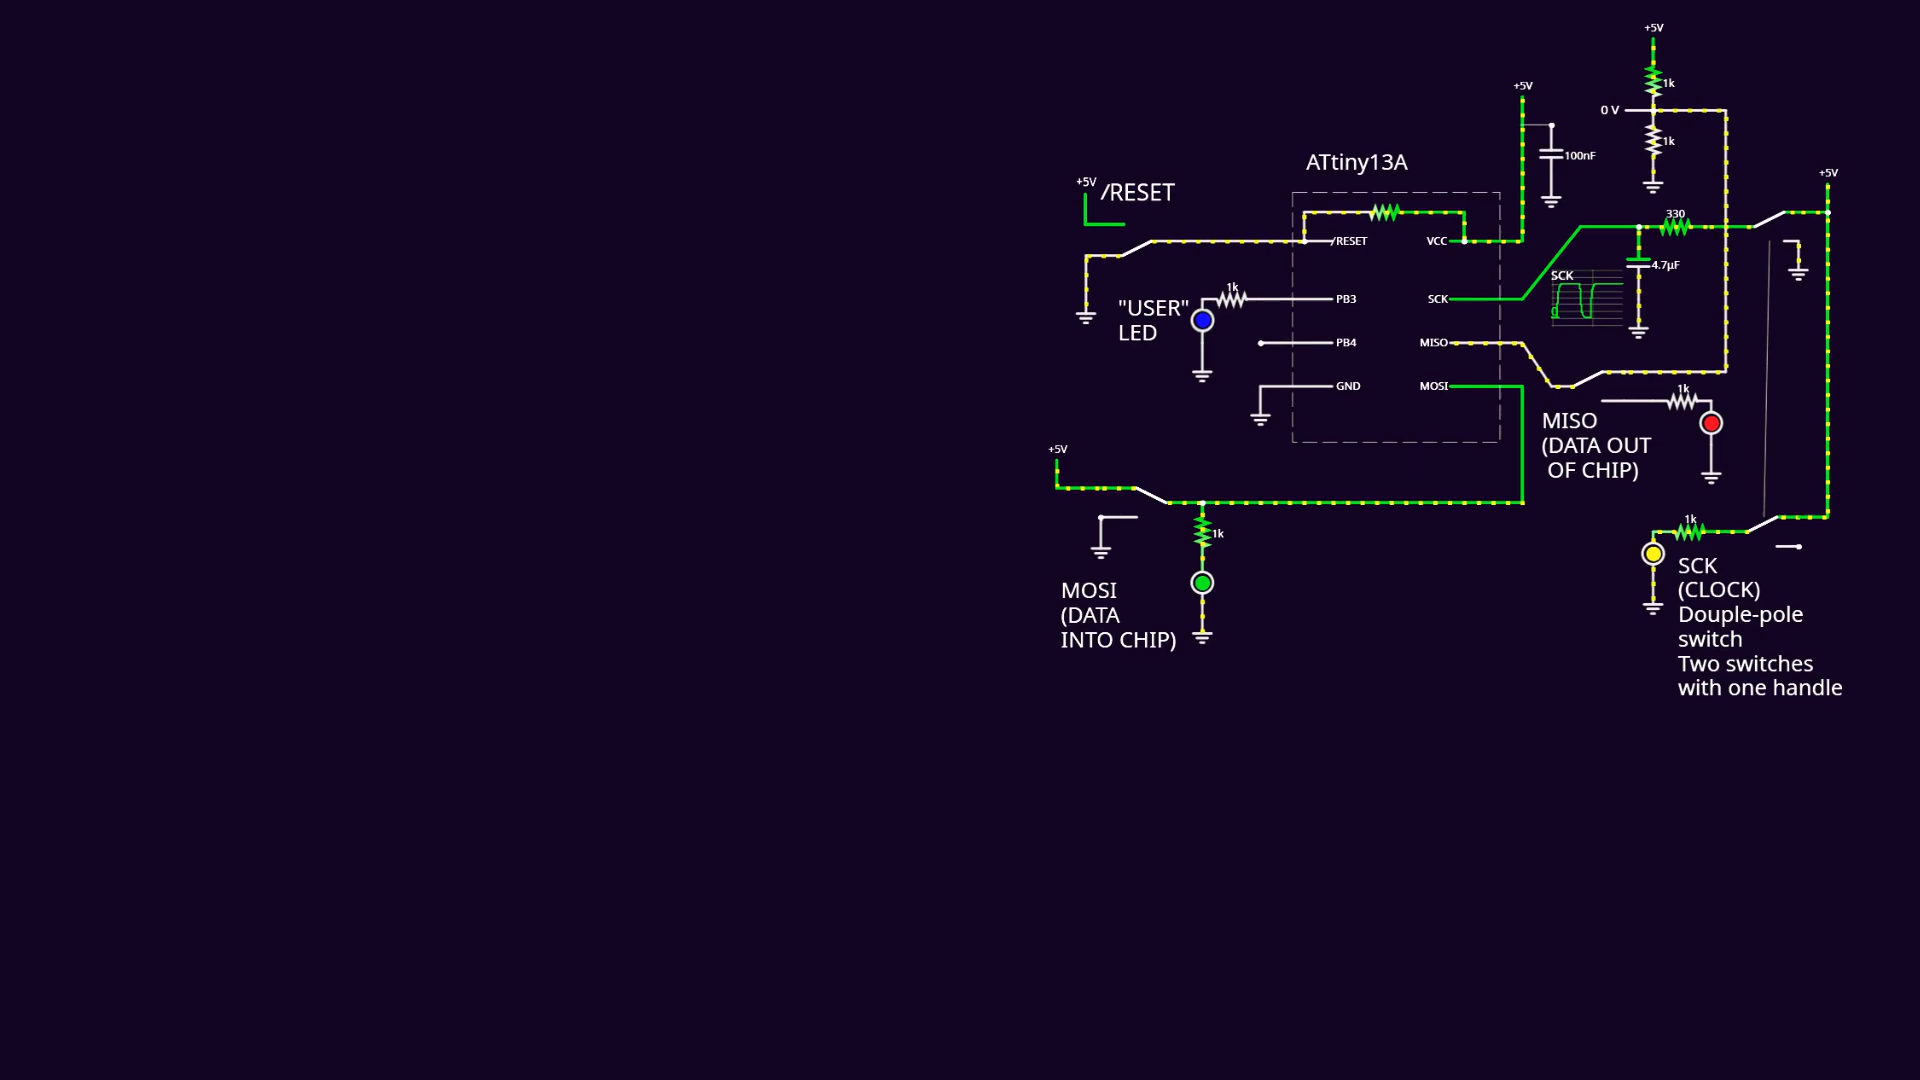 +5V
1k
0 V
1k
+5V
100nF
ATtiny13A
+5V
/RESET
+5V
330
/RESET
VCC
4.7μF
SCK
1k
"USER"
LED
PB3
SCK
PB4
MISO
GND
MOSI
1k
MISO
(DATA OUT
OF CHIP)
+5V
1k
1k
MOSI
(DATA
INTO CHIP)
SCK
(CLOCK)
Douple-pole
switch
Two switches
with one handle